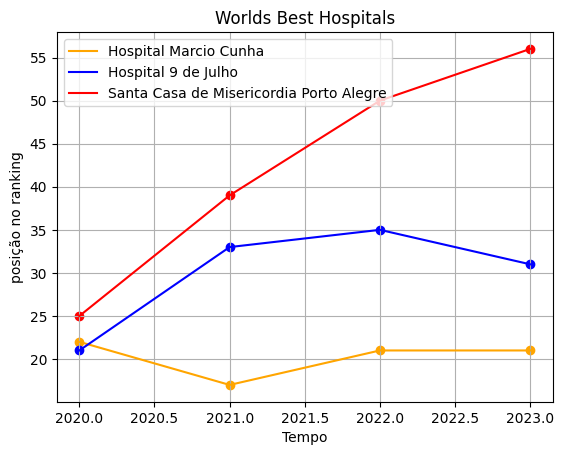 Worlds Best Hospitals
Hospital Marcio Cunha
Hospital 9 de Julho
Santa Casa de Misericordia Porto Alegre
posição no ranking
55
50
45
40
35
30
25
20
2020.0 2020.5 2021.0 2021.5 2022.0 2022.5 2023.0
Tempo